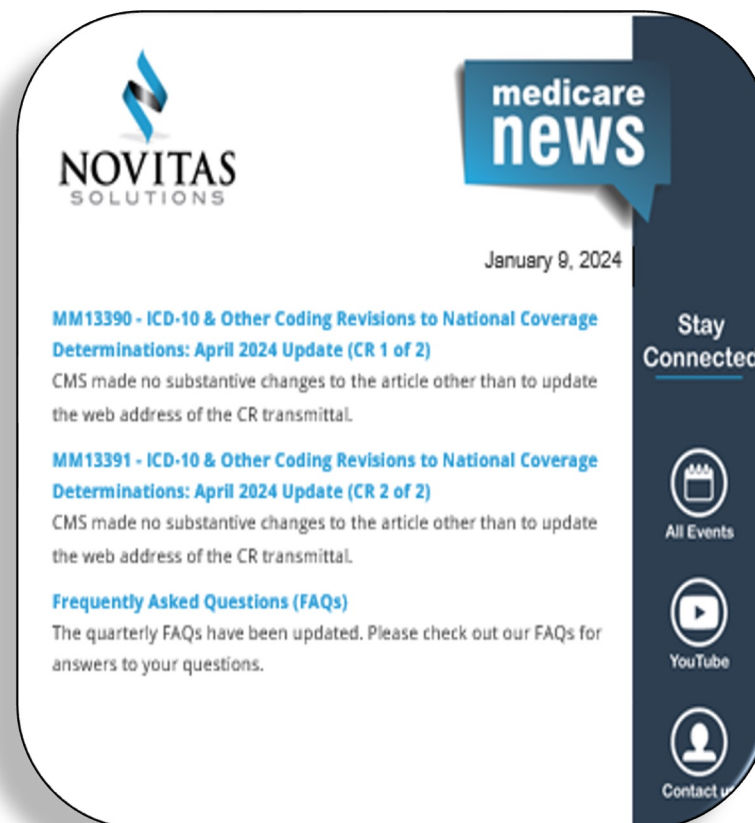 NOVITAS
SOLUTIONS
medicare
news
January 9, 2024
MM13390 - ICD-10 & Other Coding Revisions to National Coverage
Determinations: April 2024 Update (CR 1 of 2)
CMS made no substantive changes to the article other than to update
the web address of the CR transmittal.
MM13391 - ICD-10 & Other Coding Revisions to National Coverage
Determinations: April 2024 Update (CR 2 of 2)
CMS made no substantive changes to the article other than to update
the web address of the CR transmittal.
Frequently Asked Questions (FAQs)
The quarterly FAQs have been updated. Please check out our FAQs for
answers to your questions.
Stay
Connected
All Events
YouTube
Contact us